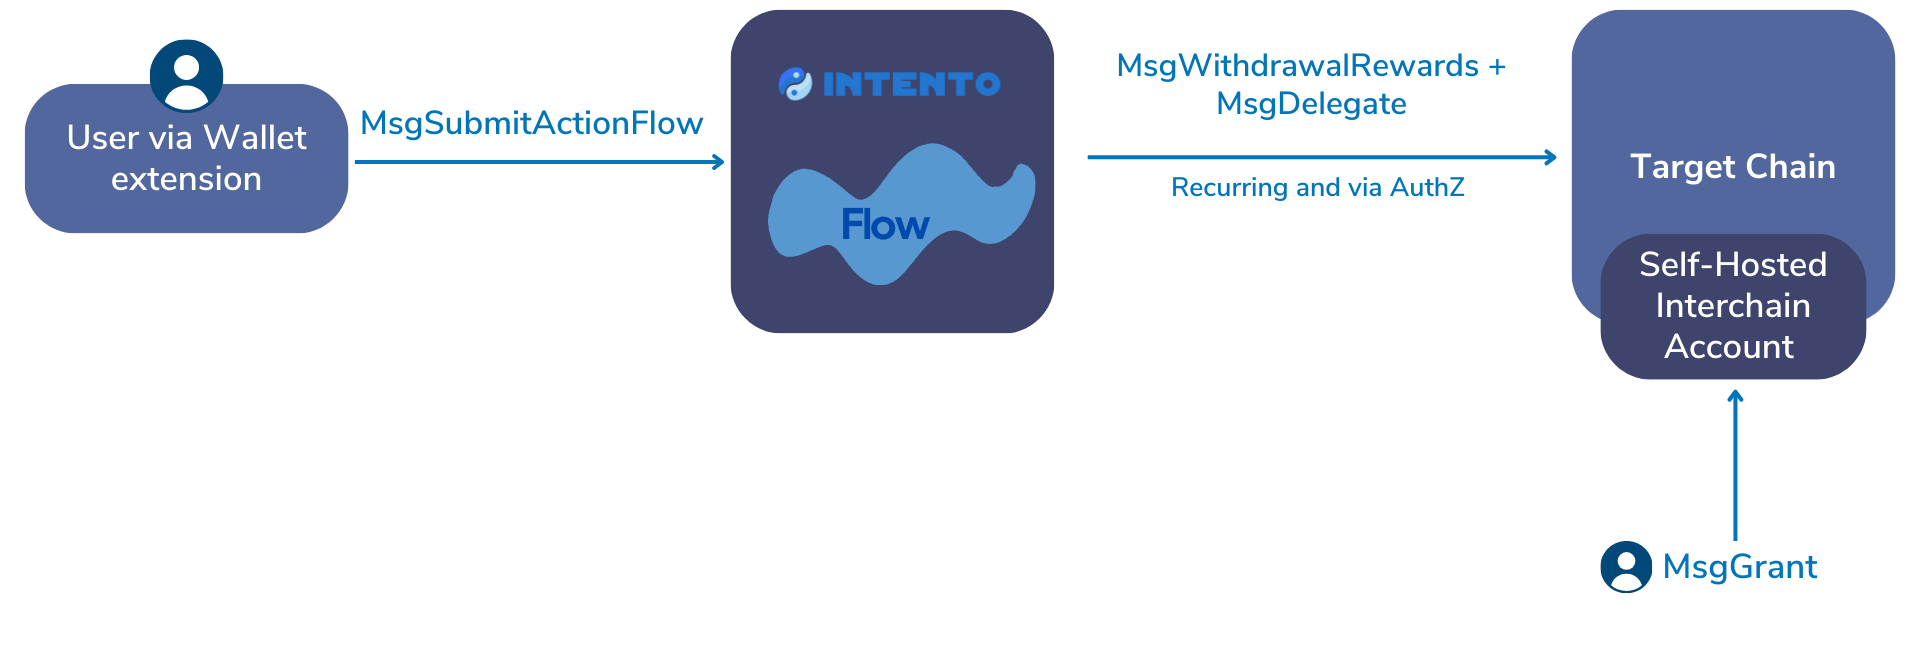 User via Wallet
extension
MsgSubmitActionFlow
INTENTO
Flow
MsgWithdrawalRewards +
MsgDelegate
Recurring and via AuthZ
Target Chain
Self-Hosted
Interchain
Account
MsgGrant